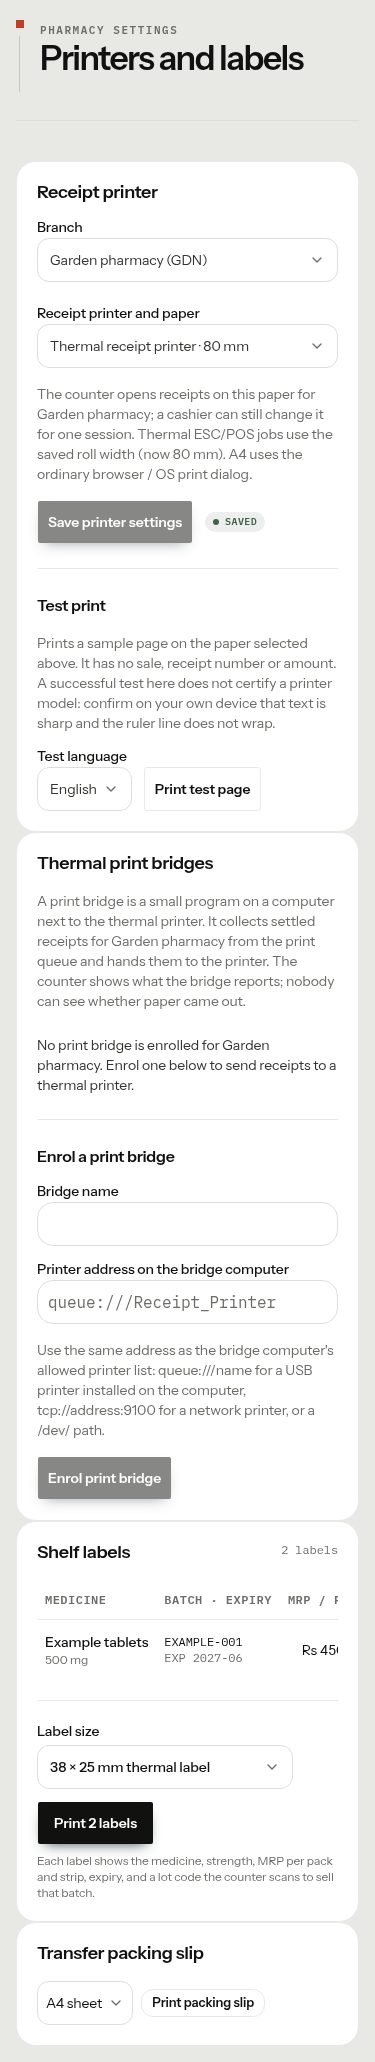 PHARMACY SETTINGS
Printers and labels
Receipt printer
Branch
Garden pharmacy (GDN)
Receipt printer and paper
Thermal receipt printer · 80 mm
The counter opens receipts on this paper for
Garden pharmacy; a cashier can still change it
for one session. Thermal ESC/POS jobs use the
saved roll width (now 80 mm). A4 uses the
ordinary browser / OS print dialog.
Save printer settings
SAVED
Test print
Prints a sample page on the paper selected
above. It has no sale, receipt number or amount.
A successful test here does not certify a printer
model: confirm on your own device that text is
sharp and the ruler line does not wrap.
Test language
English
Print test page
Thermal print bridges
A print bridge is a small program on a computer
next to the thermal printer. It collects settled
receipts for Garden pharmacy from the print
queue and hands them to the printer. The
counter shows what the bridge reports; nobody
can see whether paper came out.
No print bridge is enrolled for Garden
pharmacy. Enrol one below to send receipts to a
thermal printer.
Enrol a print bridge
Bridge name
Printer address on the bridge computer
queue:///Receipt_Printer
Use the same address as the bridge computer's
allowed printer list: queue:///name for a USB
printer installed on the computer,
tcp://address:9100 for a network printer, or a
/dev/ path.
Enrol print bridge
Shelf labels
2 labels
MEDICINE BATCH · EXPIRY MRP /
Example tablets EXAMPLE-001 Rs
500 mg EXP 2027-06
Label size
38 × 25 mm thermal label
Print 2 labels
Each label shows the medicine, strength, MRP per pack
and strip, expiry, and a lot code the counter scans to sell
that batch.
Transfer packing slip
A4 sheet
Print packing slip